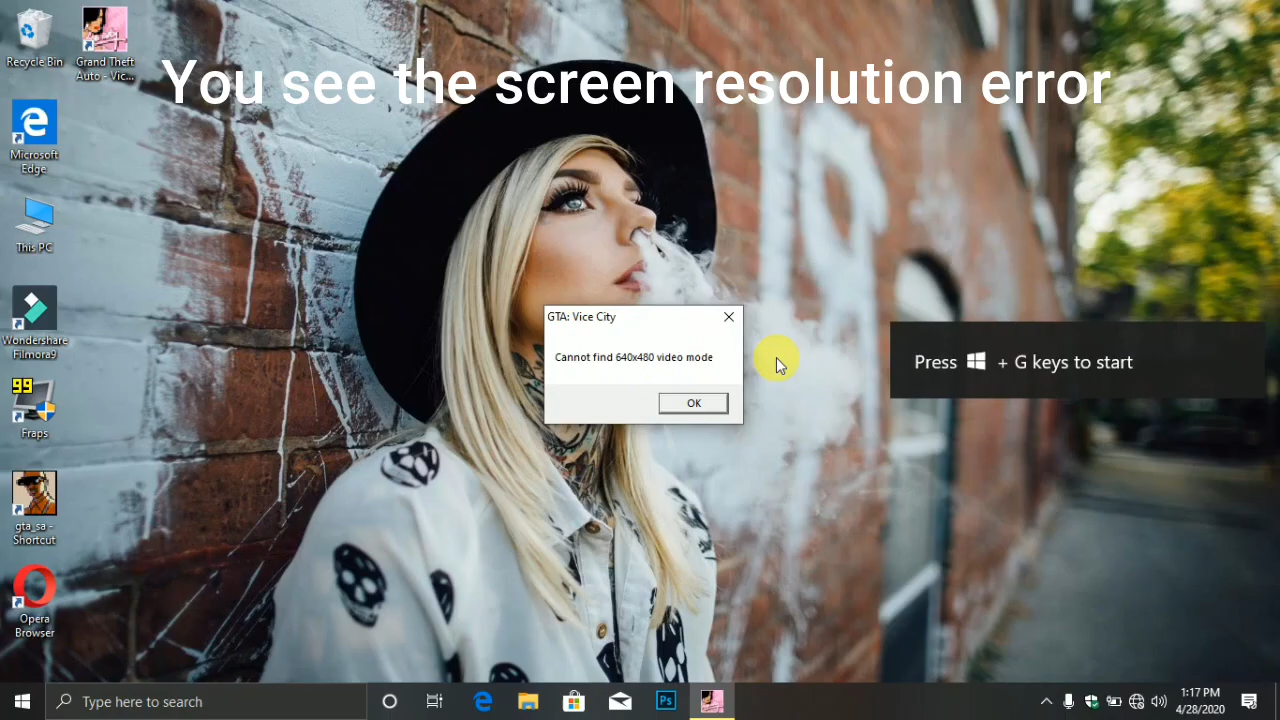 You see the screen resolution error
Recycle Bin
Grand Theft
Auto - Vic...
Microsoft
Edge
This PC
Wondershare
Filmora9
99
Fraps
gta_sa -
Shortcut
Opera
Browser
GTA: Vice City
Cannot find 640x480 video mode
OK
Press + G keys to start
Type here to search
Ps
1:17 PM
4/28/2020